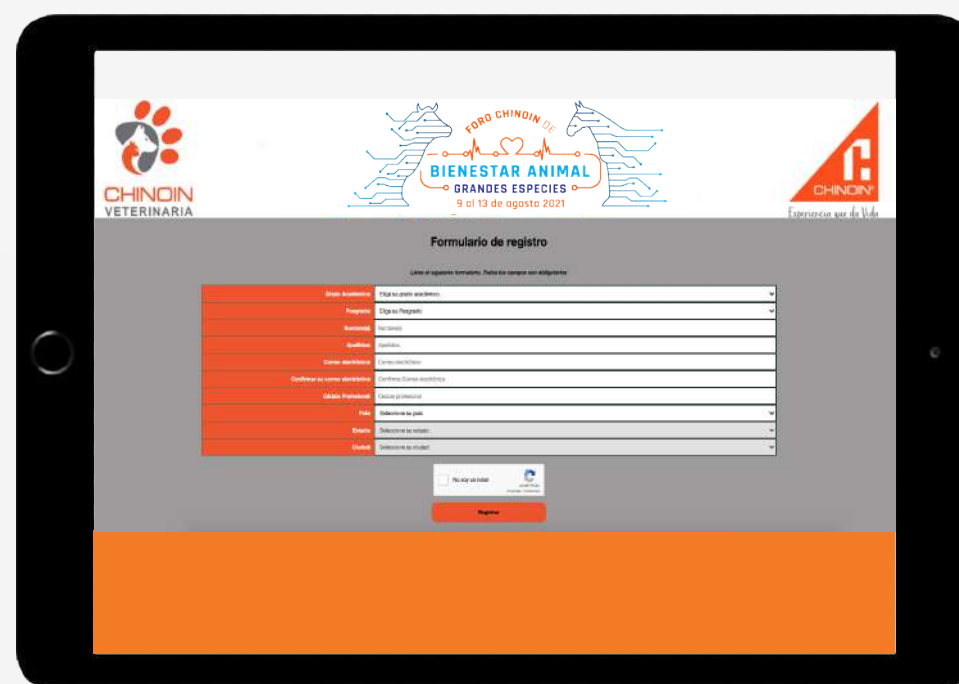 CHINOIN
VETERINARIA
FORO CHINOIN DE
BIENESTAR ANIMAL
GRANDES ESPECIES
9 al 13 de agosto 2021
CHINOIN®
Experiencia que da Vida
Formulario de registro
Llene el siguiente formulario. Todos los campos son obligatorios
Grado Académico Elige su grado académico
Posgrado Elige su Posgrado
Nombre(s) Nombre(s)
Apellidos Apellidos
Correo electrónico Correo electrónico
Confirmar su correo electrónico Confirmar Correo electrónico
Cédula Profesional Cédula profesional
País Seleccione su país
Estado Seleccione su estado
Ciudad Seleccione su ciudad
No soy un robot
reCAPTCHA
Registrar